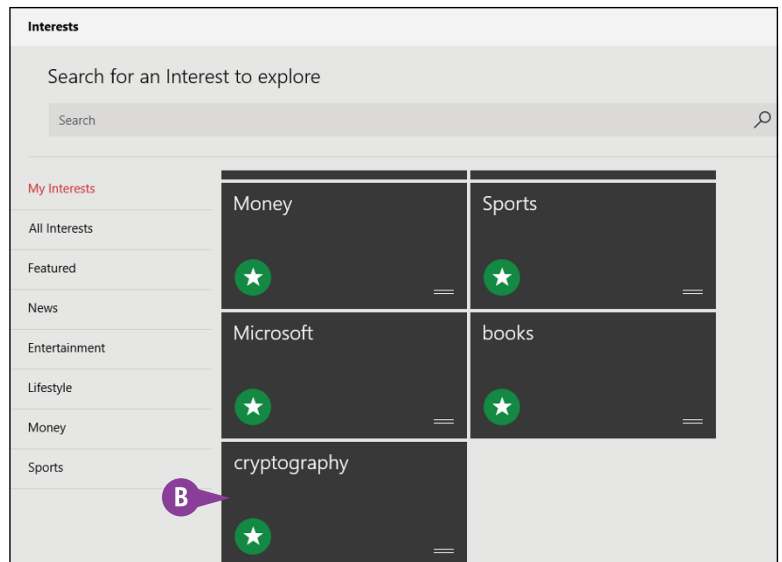 Interests
Search for an Interest to explore
Search
My Interests
All Interests
Featured
News
Entertainment
Lifestyle
Money
Sports
Money
Sports
Microsoft
books
cryptography
B